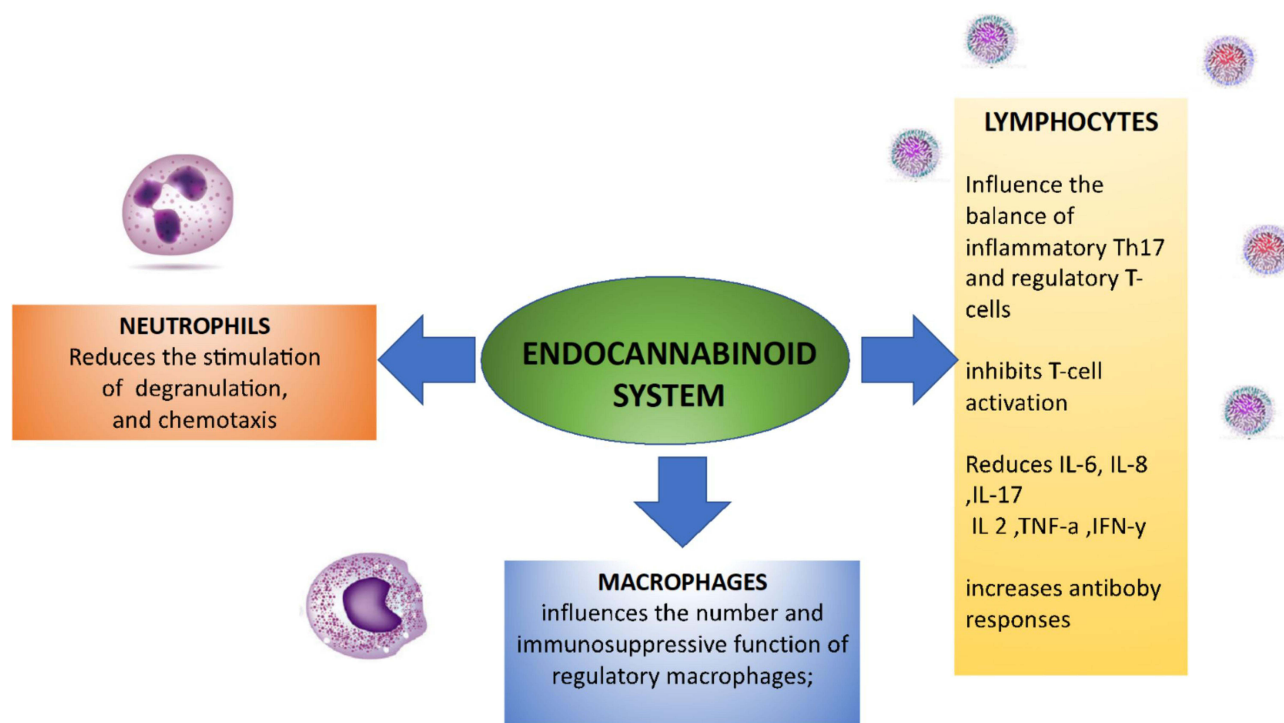 NEUTROPHILS
Reduces the stimulation
of degranulation,
and chemotaxis
ENDOCANNABINOID
SYSTEM
MACROPHAGES
influences the number and
immunosuppressive function of
regulatory macrophages;
LYMPHOCYTES
Influence the
balance of
inflammatory Th17
and regulatory T-
cells
inhibits T-cell
activation
Reduces IL-6, IL-8
,IL-17
IL 2 ,TNF-a ,IFN-y
increases antiboby
responses